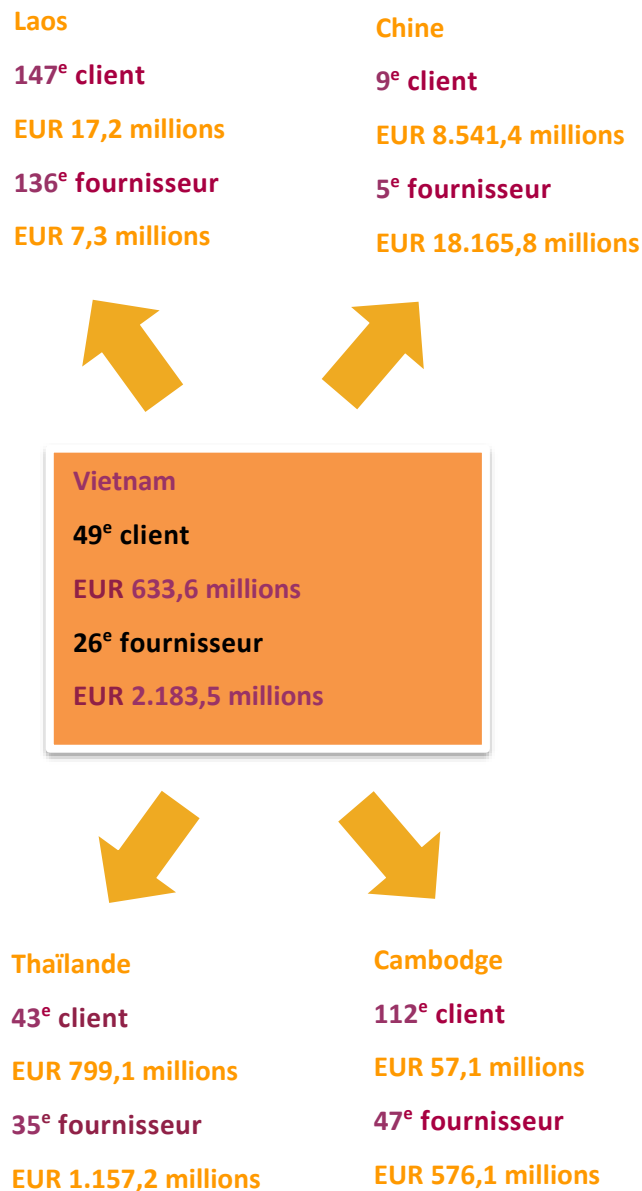 Laos
147e client
EUR 17,2 millions
136e fournisseur
EUR 7,3 millions
Chine
9e client
EUR 8.541,4 millions
5e fournisseur
EUR 18.165,8 millions
Vietnam
49e client
EUR 633,6 millions
26e fournisseur
EUR 2.183,5 millions
Thaïlande
43e client
EUR 799,1 millions
35e fournisseur
EUR 1.157,2 millions
Cambodge
112e client
EUR 57,1 millions
47e fournisseur
EUR 576,1 millions